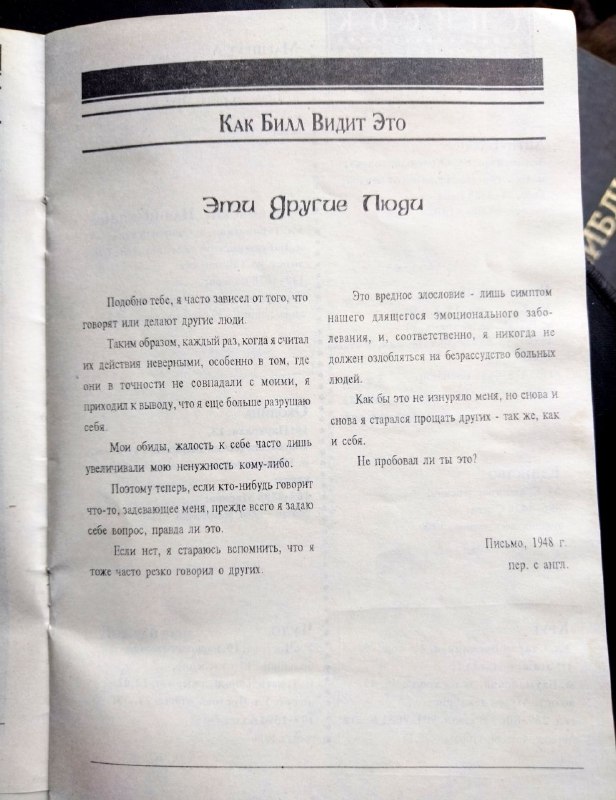 Как Билл Видит Это
Эти Другие Люди
Подобно тебе, я часто зависел от того, что
говорят или делают другие люди.
Таким образом, каждый раз, когда я считал
их действия неверными, особенно в том, где
они в точности не совпадали с моими, я
приходил к выводу, что я еще больше разрушаю
себя.
Мои обиды, жалость к себе часто лишь
увеличивали мою ненужность кому-либо.
Поэтому теперь, если кто-нибудь говорит
что-то, задевающее меня, прежде всего я задаю
себе вопрос, правда ли это.
Если нет, я стараюсь вспомнить, что я
тоже часто резко говорил о других.
Это вредное злословие - лишь симптом
нашего длящегося эмоционального забо-
левания, и, соответственно, я никогда не
должен озлобляться на безрассудство больных
людей.
Как бы это не изнуряло меня, но снова и
снова я старался прощать других - так же, как
и себя.
Не пробовал ли ты это?
Письмо, 1948 г.
пер. с англ.